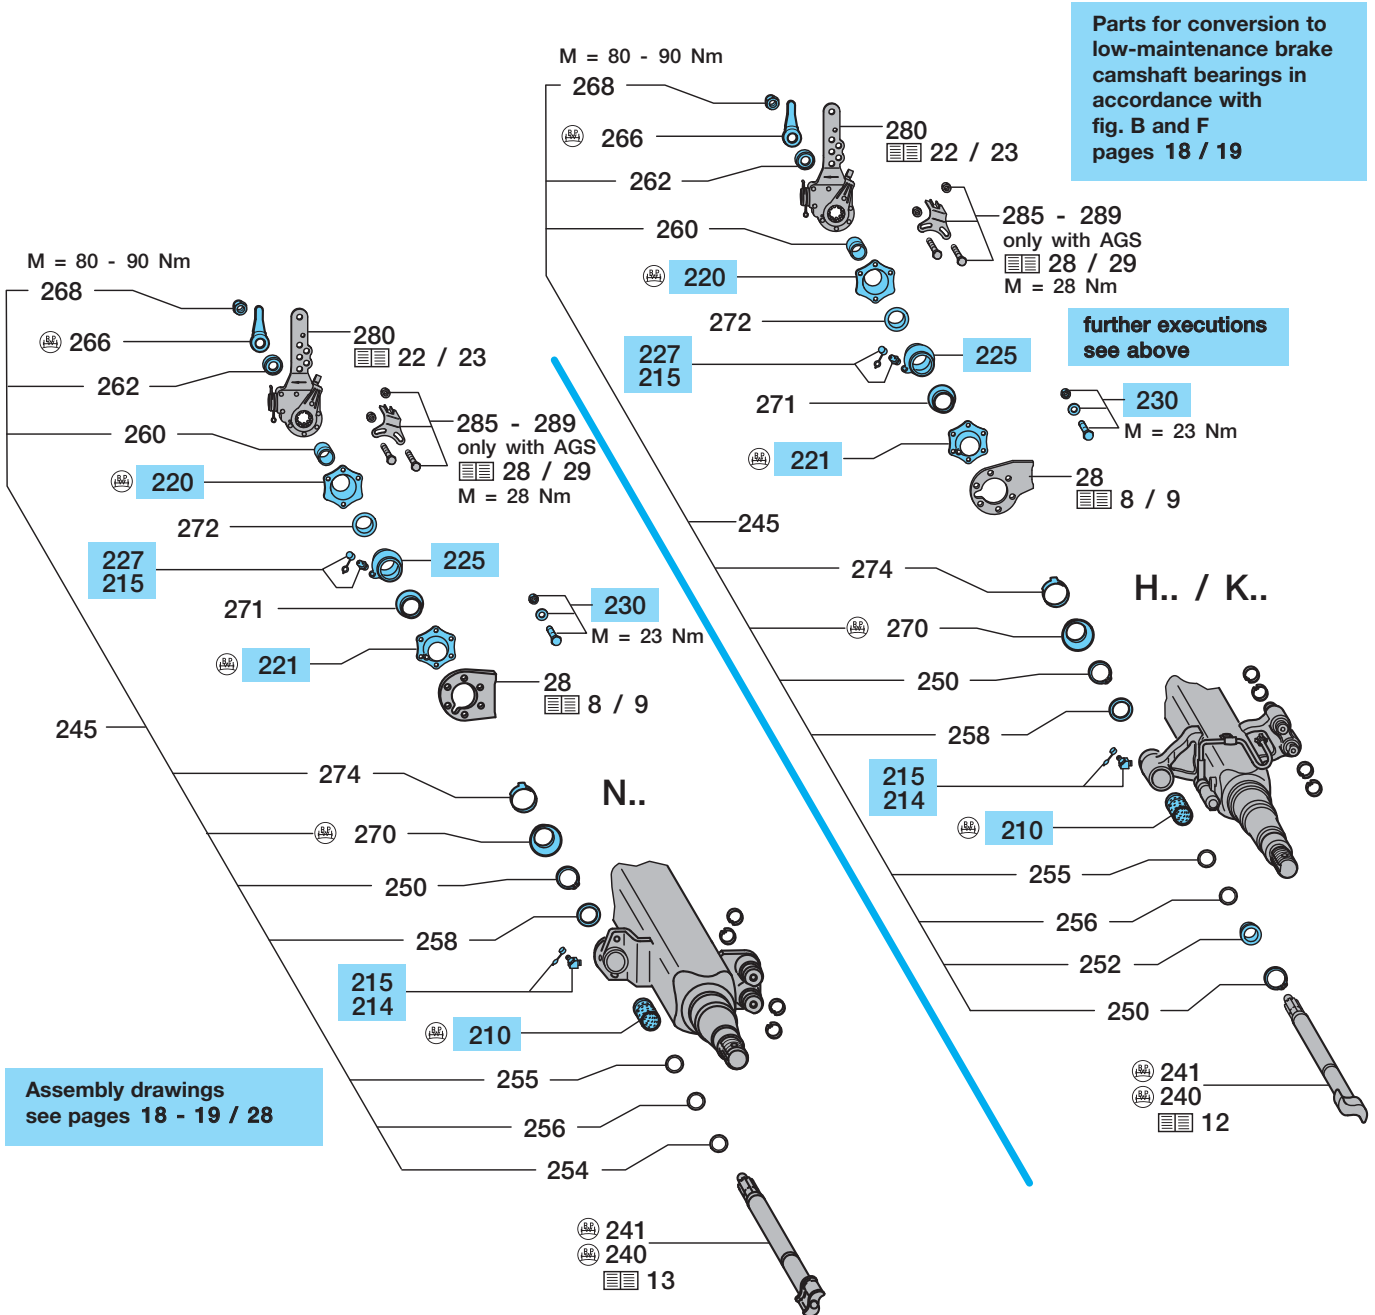 Parts for conversion to
low-maintenance brake
camshaft bearings in
accordance with
fig. B and F
pages 18 / 19
M = 80 - 90 Nm
268
266
262
260
220
272
227
215
225
271
221
280
22 / 23
285 - 289
only with AGS
28 / 29
M = 28 Nm
further executions
see above
230
M = 23 Nm
28
8 / 9
245
274
H.. / K..
270
250
258
215
214
210
255
256
252
250
241
240
12
M = 80 - 90 Nm
268
266
262
260
220
272
227
215
225
271
221
280
22 / 23
285 - 289
only with AGS
28 / 29
M = 28 Nm
230
M = 23 Nm
28
8 / 9
245
274
N..
270
250
258
215
214
210
255
256
254
241
240
13
Assembly drawings
see pages 18 - 19 / 28